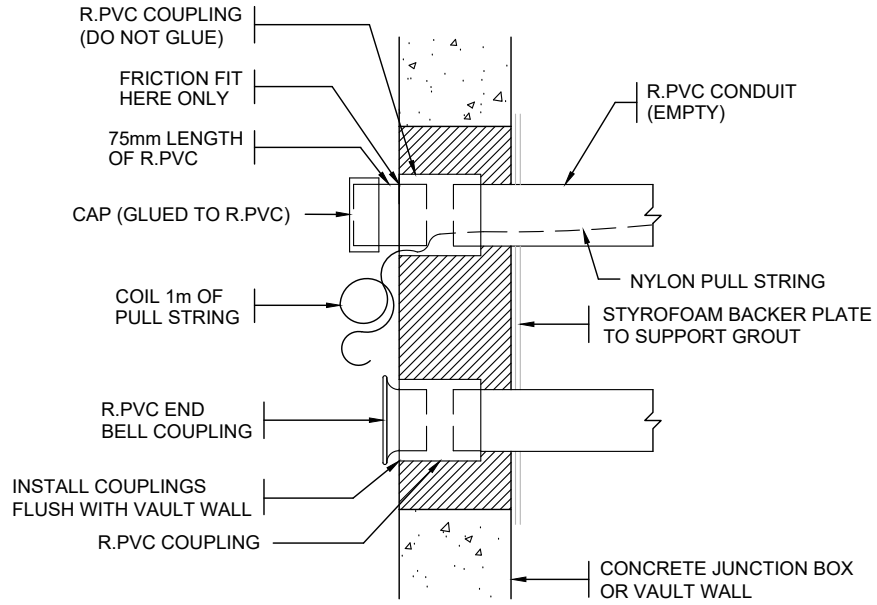 R.PVC COUPLING
(DO NOT GLUE)
FRICTION FIT
HERE ONLY
75mm LENGTH
OF R.PVC
CAP (GLUED TO R.PVC)
COIL 1m OF
PULL STRING
R.PVC END
BELL COUPLING
INSTALL COUPLINGS
FLUSH WITH VAULT WALL
R.PVC COUPLING
R.PVC CONDUIT
(EMPTY)
NYLON PULL STRING
STYROFOAM BACKER PLATE
TO SUPPORT GROUT
CONCRETE JUNCTION BOX
OR VAULT WALL